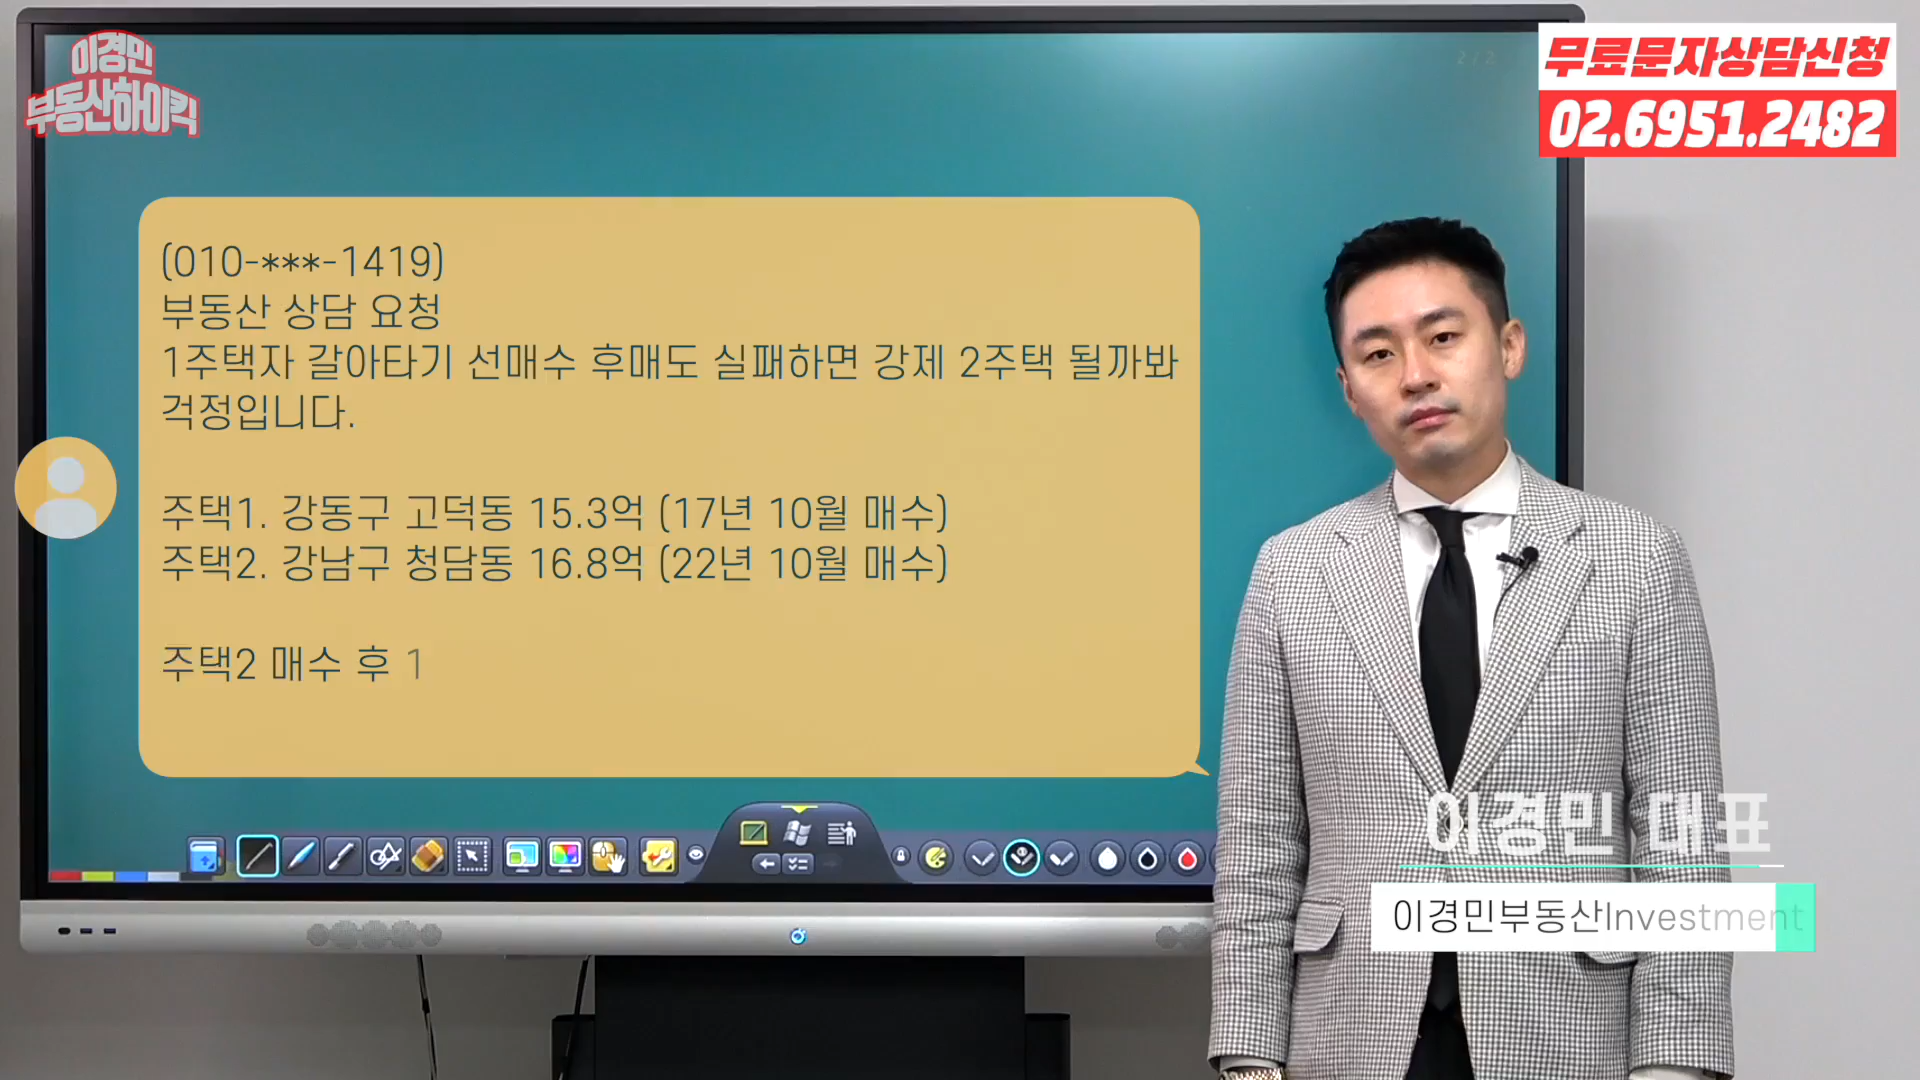 이경민
부동산하이킥
무료문자상담신청
02.6951.2482
2/2
(010-***-1419)
부동산 상담 요청
1주택자 갈아타기 선매수 후매도 실패하면 강제 2주택 될까봐
걱정입니다.
주택1. 강동구 고덕동 15.3억 (17년 10월 매수)
주택2. 강남구 청담동 16.8억 (22년 10월 매수)
주택2 매수 후 1
이경민 대표
이경민부동산Investment